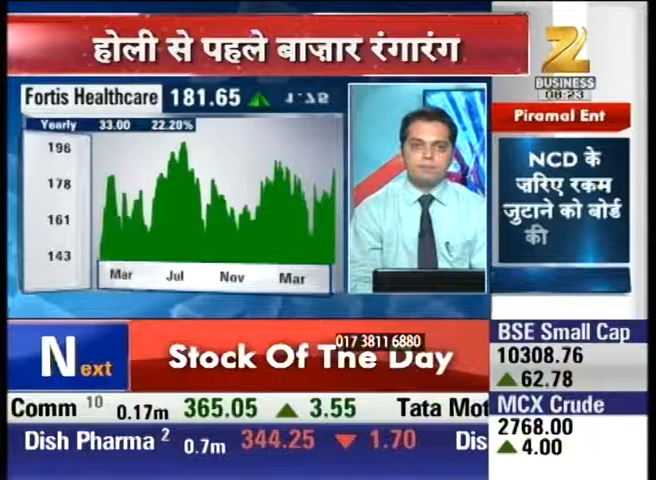 होली से पहले बाज़ार रंगारंग
Z
BUSINESS
08:23
Fortis Healthcare 181.65
Yearly 33.00 22.20%
196
178
161
143
Mar Jul Nov Mar
Piramal Ent
NCD के
ज़रिए रकम
जुटाने को बोर्ड
की
Next
Stock Of The Day
017 3811 6880
BSE Small Cap
10308.76
62.78
MCX Crude
2768.00
4.00
Comm 10 0.17m 365.05 3.55 Tata Mot
Dish Pharma 2 0.7m 344.25 1.70 Dis